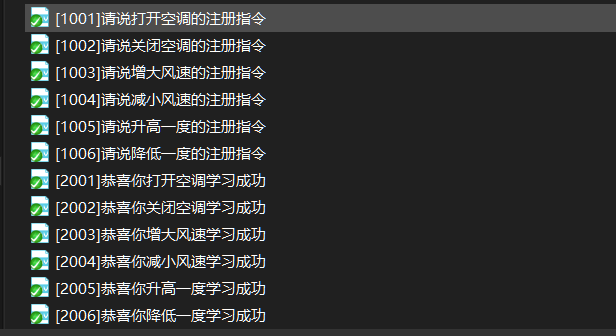 [1001]请说打开空调的注册指令
[1002]请说关闭空调的注册指令
[1003]请说增大风速的注册指令
[1004]请说减小风速的注册指令
[1005]请说升高一度的注册指令
[1006]请说降低一度的注册指令
[2001]恭喜你打开空调学习成功
[2002]恭喜你关闭空调学习成功
[2003]恭喜你增大风速学习成功
[2004]恭喜你减小风速学习成功
[2005]恭喜你升高一度学习成功
[2006]恭喜你降低一度学习成功